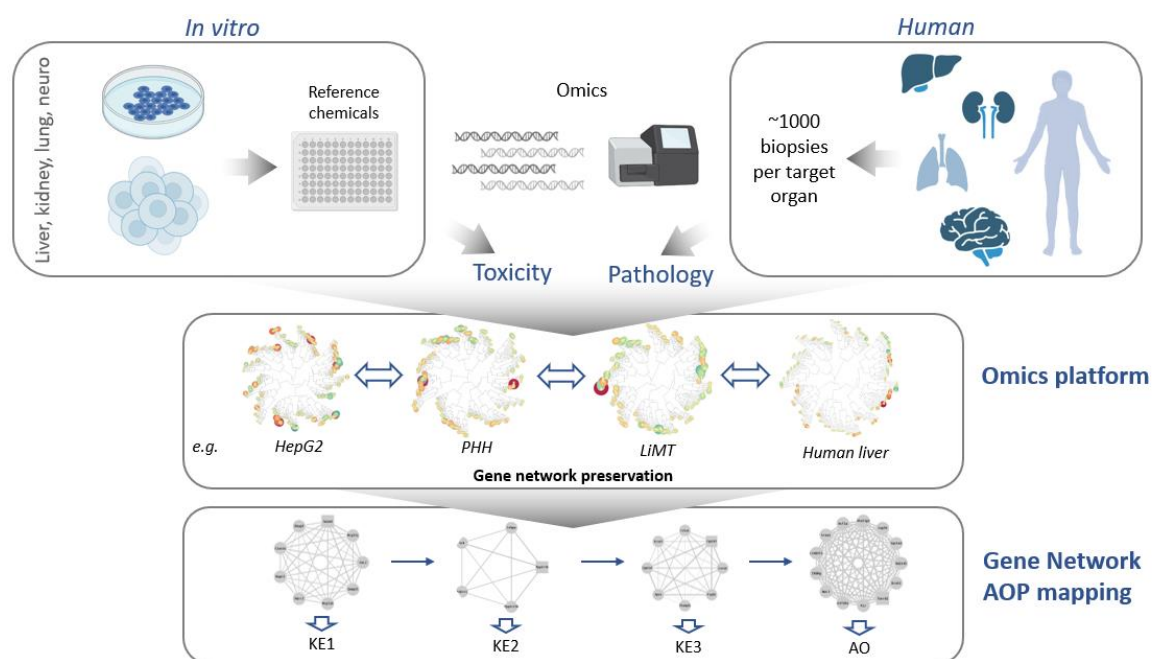 In vitro
Human
Liver, kidney, lung, neuro
Reference
chemicals
Omics
~1000
biopsies
per target
organ
Toxicity
Pathology
Omics platform
e.g.
HepG2
PHH
LiMT
Human liver
Gene network preservation
Gene Network
AOP mapping
KE1
KE2
KE3
AO